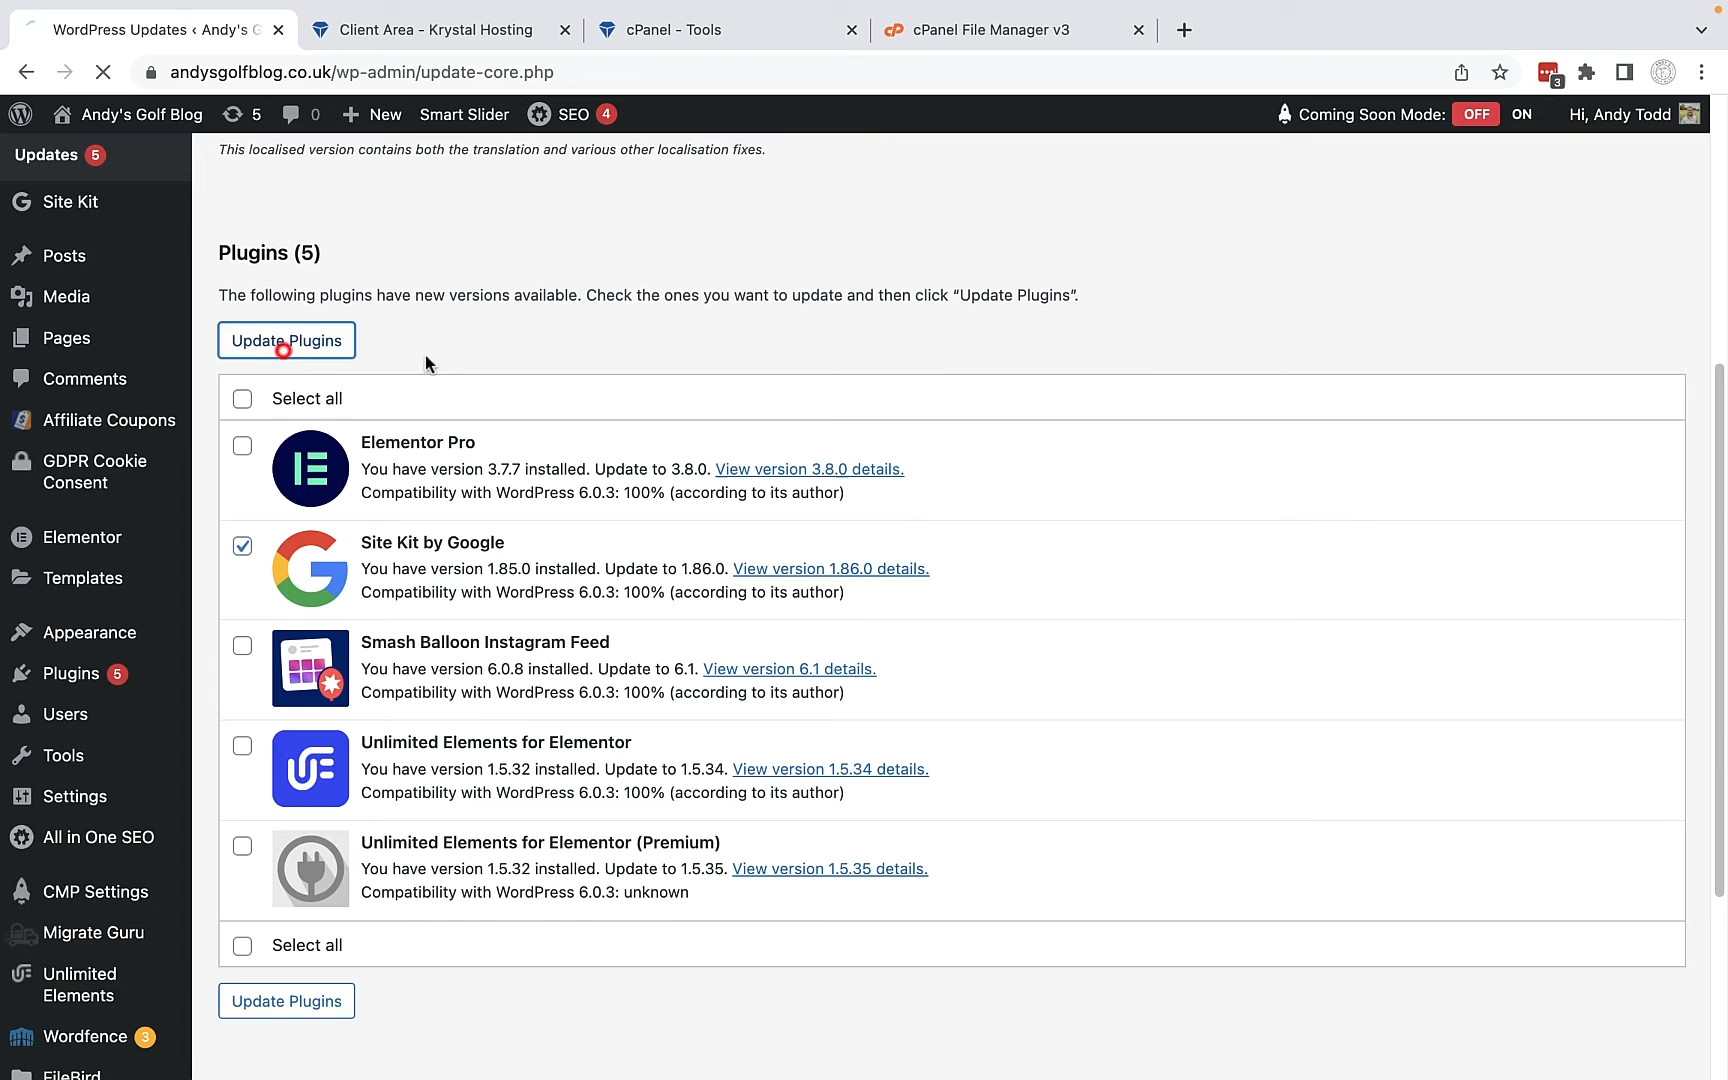 WordPress Updates ‹ Andy's G
Client Area - Krystal Hosting
cPanel - Tools
cPanel File Manager v3
andysgolfblog.co.uk/wp-admin/update-core.php
3
Andy's Golf Blog
5
0
New
Smart Slider
SEO 4
Coming Soon Mode: OFF ON
Hi, Andy Todd
Updates 5
Site Kit
Posts
Media
Pages
Comments
Affiliate Coupons
GDPR Cookie
Consent
Elementor
Templates
Appearance
Plugins 5
Users
Tools
Settings
All in One SEO
CMP Settings
Migrate Guru
Unlimited
Elements
Wordfence 3
FileBird
This localised version contains both the translation and various other localisation fixes.
Plugins (5)
The following plugins have new versions available. Check the ones you want to update and then click “Update Plugins”.
Update Plugins
Select all
Elementor Pro
You have version 3.7.7 installed. Update to 3.8.0. View version 3.8.0 details.
Compatibility with WordPress 6.0.3: 100% (according to its author)
Site Kit by Google
You have version 1.85.0 installed. Update to 1.86.0. View version 1.86.0 details.
Compatibility with WordPress 6.0.3: 100% (according to its author)
Smash Balloon Instagram Feed
You have version 6.0.8 installed. Update to 6.1. View version 6.1 details.
Compatibility with WordPress 6.0.3: 100% (according to its author)
Unlimited Elements for Elementor
You have version 1.5.32 installed. Update to 1.5.34. View version 1.5.34 details.
Compatibility with WordPress 6.0.3: 100% (according to its author)
Unlimited Elements for Elementor (Premium)
You have version 1.5.32 installed. Update to 1.5.35. View version 1.5.35 details.
Compatibility with WordPress 6.0.3: unknown
Select all
Update Plugins